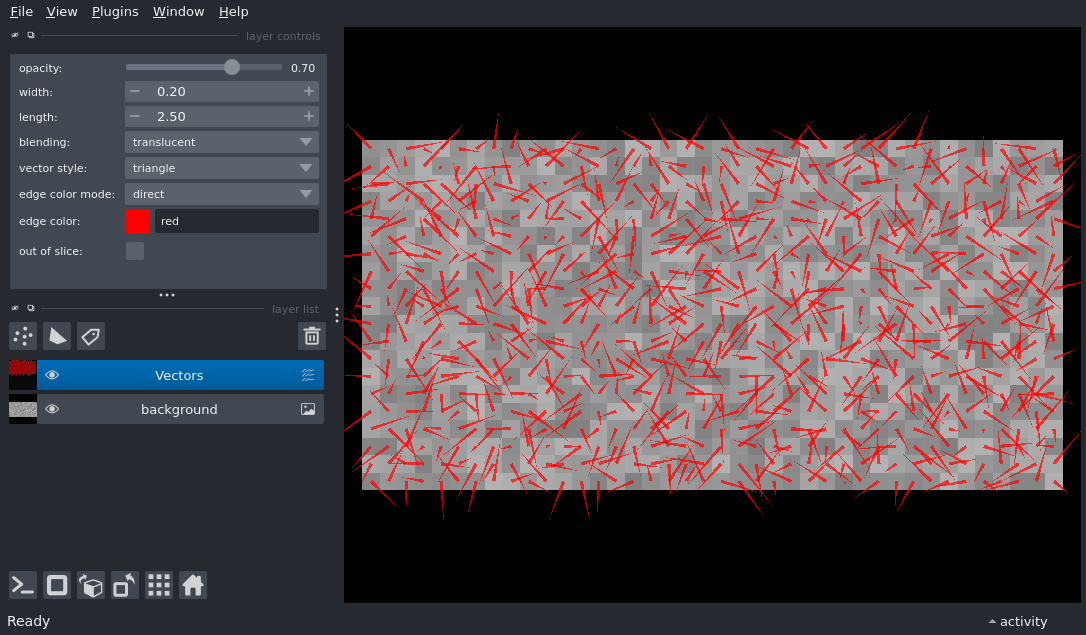 File View Plugins Window Help
layer controls
opacity: 0.70
width: 0.20
length: 2.50
blending: translucent
vector style: triangle
edge color mode: direct
edge color: red
out of slice:
layer list
Vectors
background
Ready activity